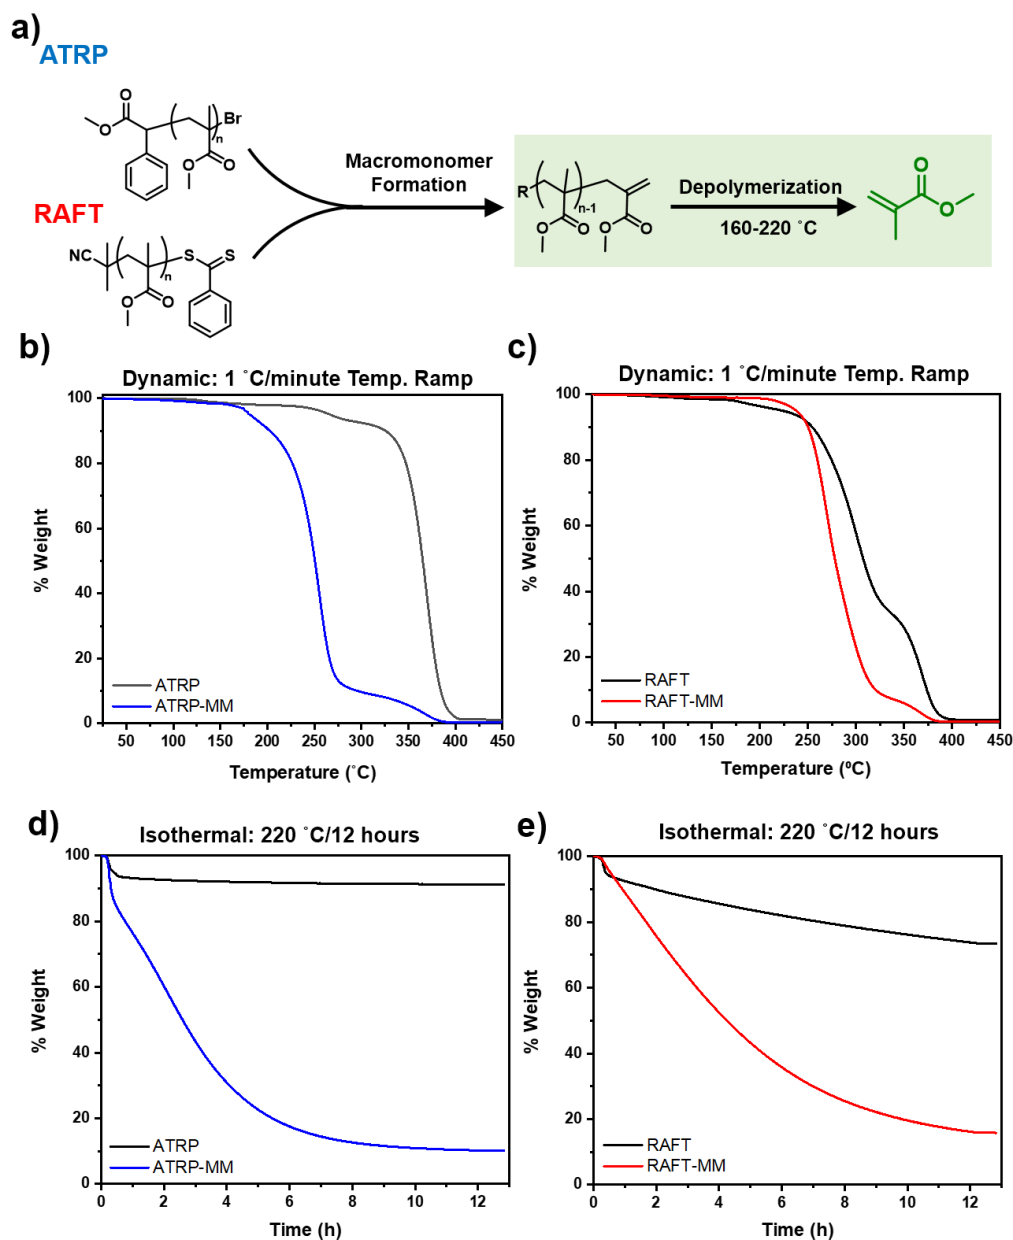 a)
ATRP
O
O
Br
n
O
O
RAFT
NC
S
S
n
O
O
Macromonomer
Formation
R
n-1
O
O
O
O
Depolymerization
160-220 ˚C
O
O
b)
Dynamic: 1 ˚C/minute Temp. Ramp
100
80
60
40
20
0
% Weight
ATRP
ATRP-MM
50 100 150 200 250 300 350 400 450
Temperature (˚C)
c)
Dynamic: 1 ˚C/minute Temp. Ramp
100
80
60
40
20
0
% Weight
RAFT
RAFT-MM
50 100 150 200 250 300 350 400 450
Temperature (ºC)
d)
Isothermal: 220 ˚C/12 hours
100
80
60
40
20
0
% Weight
ATRP
ATRP-MM
0 2 4 6 8 10 12
Time (h)
e)
Isothermal: 220 ˚C/12 hours
100
80
60
40
20
0
% Weight
RAFT
RAFT-MM
0 2 4 6 8 10 12
Time (h)